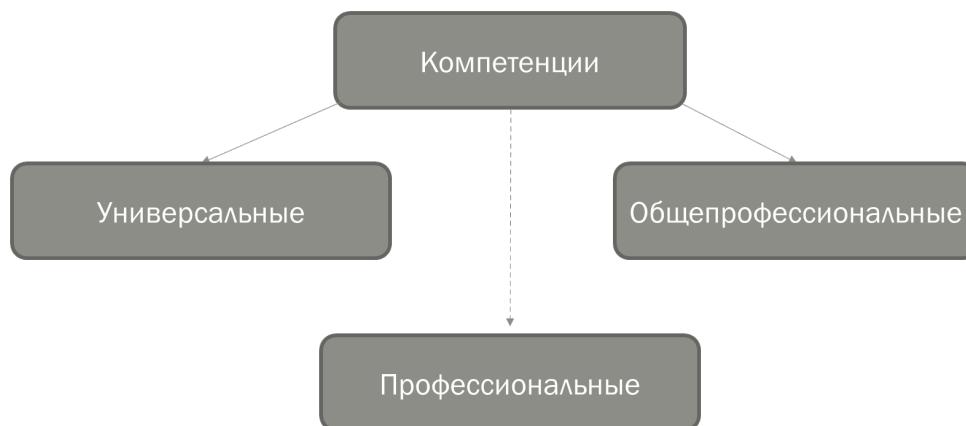 Компетенции
Универсальные
Общепрофессиональные
Профессиональные